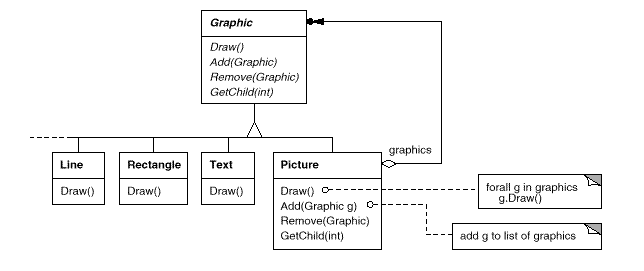 Graphic
Draw()
Add(Graphic)
Remove(Graphic)
GetChild(int)
graphics
Line
Draw()
Rectangle
Draw()
Text
Draw()
Picture
Draw()
Add(Graphic g)
Remove(Graphic)
GetChild(int)
forall g in graphics
g.Draw()
add g to list of graphics